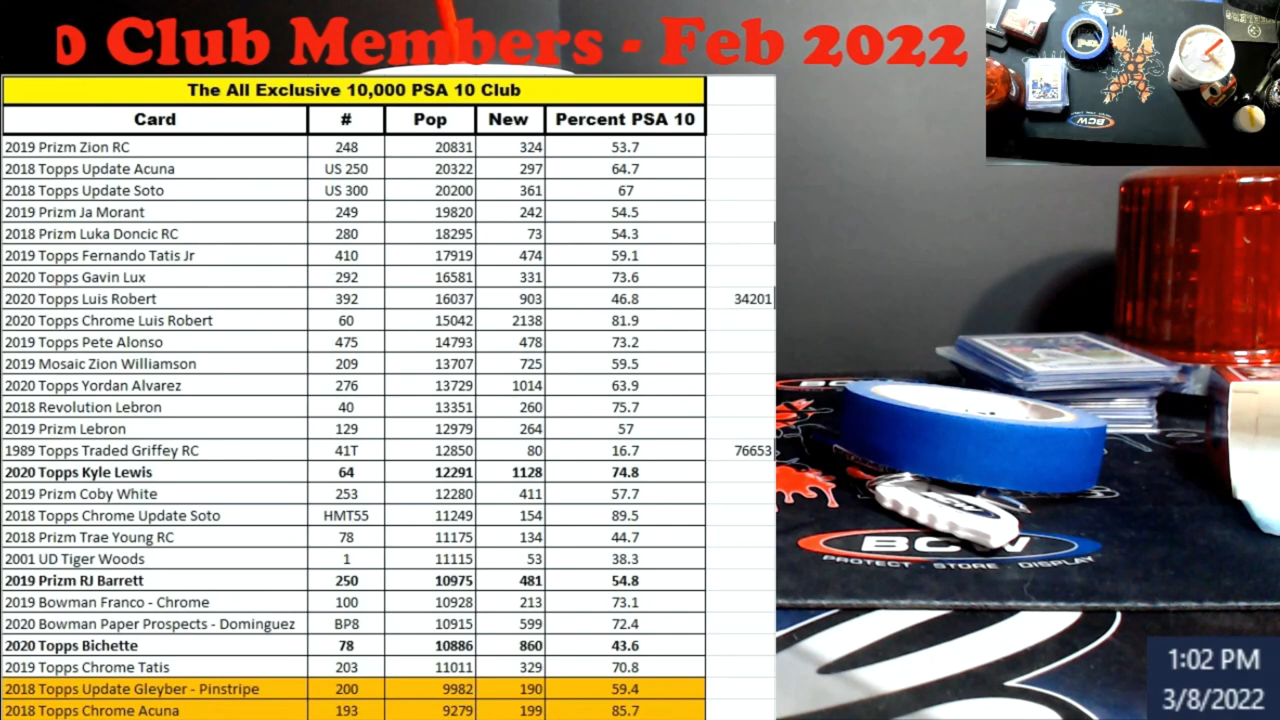 Club Members - Feb 2022
The All Exclusive 10,000 PSA 10 Club
Card # Pop New Percent PSA 10
2019 Prizm Zion RC 248 20831 324 53.7
2018 Topps Update Acuna US 250 20322 297 64.7
2018 Topps Update Soto US 300 20200 361 67
2019 Prizm Ja Morant 249 19820 242 54.5
2018 Prizm Luka Doncic RC 280 18295 73 54.3
2019 Topps Fernando Tatis Jr 410 17919 474 59.1
2020 Topps Gavin Lux 292 16581 331 73.6
2020 Topps Luis Robert 392 16037 903 46.8 34201
2020 Topps Chrome Luis Robert 60 15042 2138 81.9
2019 Topps Pete Alonso 475 14793 478 73.2
2019 Mosaic Zion Williamson 209 13707 725 59.5
2020 Topps Yordan Alvarez 276 13729 1014 63.9
2018 Revolution Lebron 40 13351 260 75.7
2019 Prizm Lebron 129 12979 264 57
1989 Topps Traded Griffey RC 41T 12850 80 16.7 76653
2020 Topps Kyle Lewis 64 12291 1128 74.8
2019 Prizm Coby White 253 12280 411 57.7
2018 Topps Chrome Update Soto HMT55 11249 154 89.5
2018 Prizm Trae Young RC 78 11175 134 44.7
2001 UD Tiger Woods 1 11115 53 38.3
2019 Prizm RJ Barrett 250 10975 481 54.8
2019 Bowman Franco - Chrome 100 10928 213 73.1
2020 Bowman Paper Prospects - Dominguez BP8 10915 599 72.4
2020 Topps Bichette 78 10886 860 43.6
2019 Topps Chrome Tatis 203 11011 329 70.8
2018 Topps Update Gleyber - Pinstripe 200 9982 190 59.4
2018 Topps Chrome Acuna 193 9279 199 85.7
BCW
BCW
PROTECT · STORE · DISPLAY
1:02 PM
3/8/2022